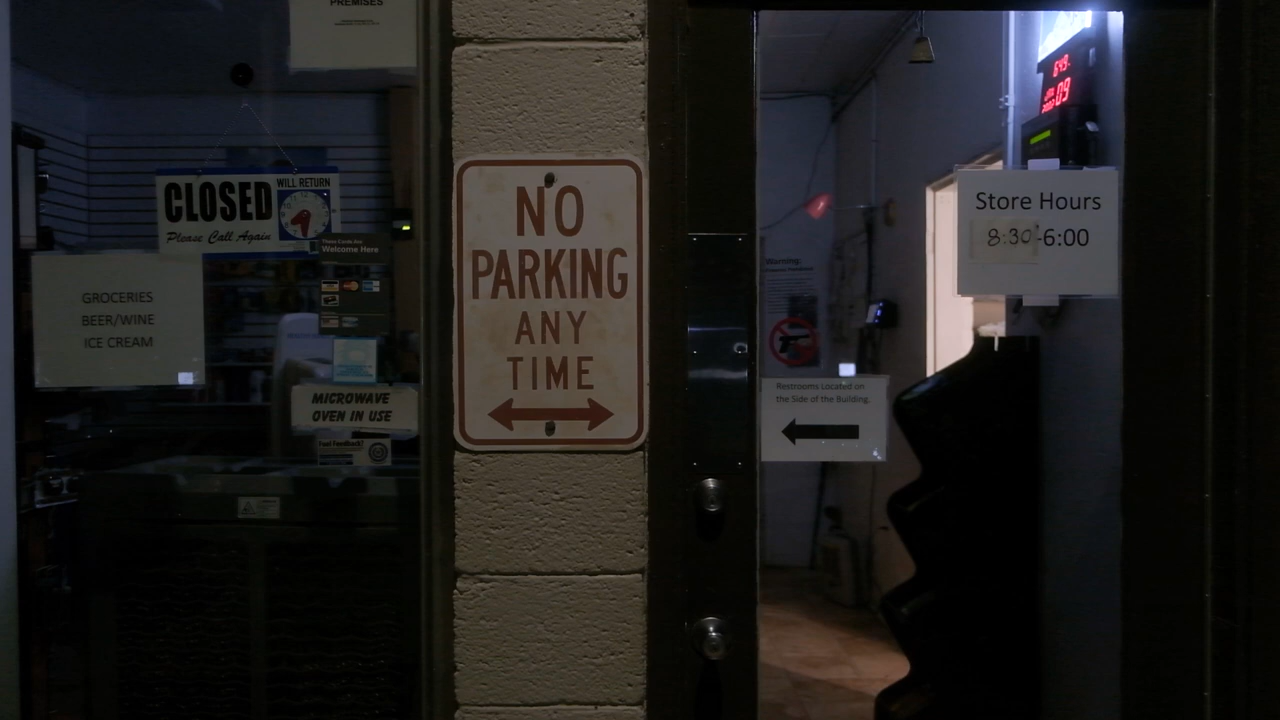 PREMISES
CLOSED
WILL RETURN
Please Call Again
These Cards Are
Welcome Here
GROCERIES
BEER/WINE
ICE CREAM
MICROWAVE
OVEN IN USE
Fuel Feedback?
NO
PARKING
ANY
TIME
Warning:
Restrooms Located on
the Side of the Building.
Store Hours
8:30-6:00